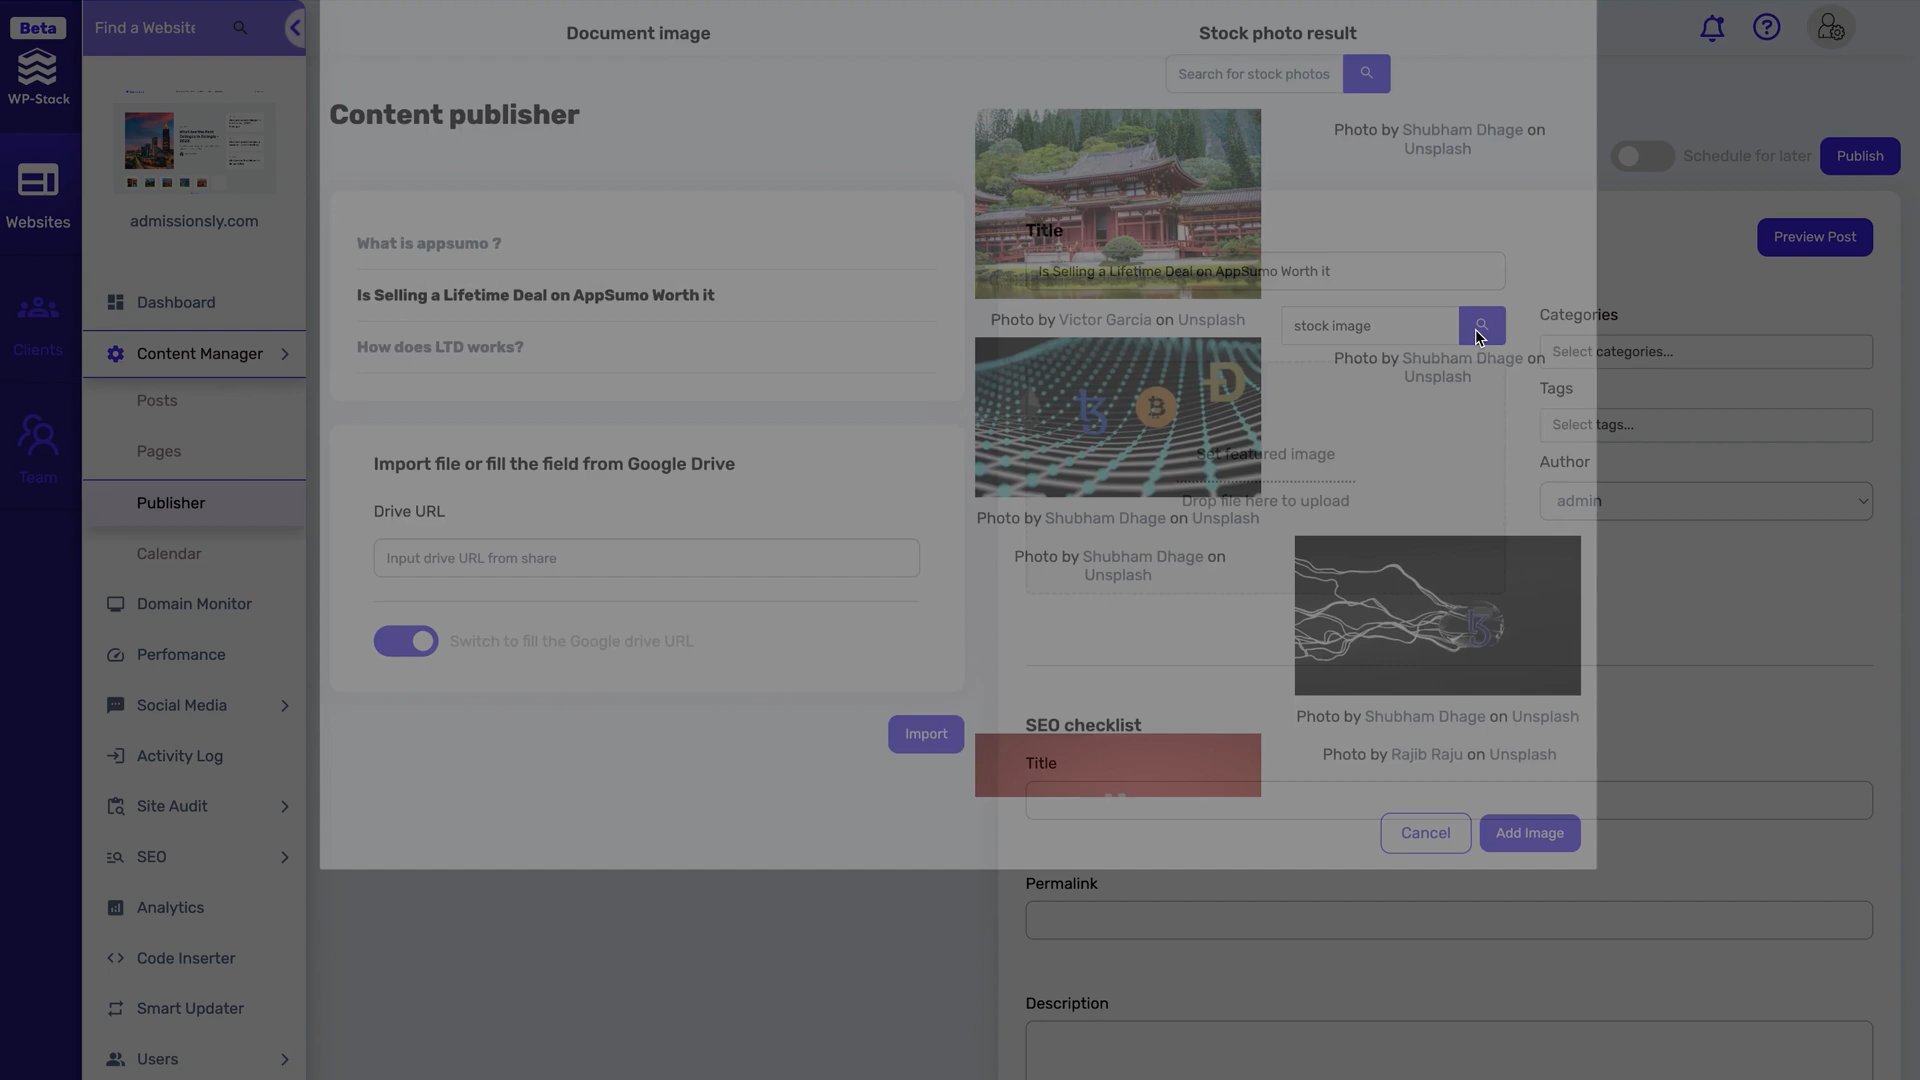 Beta
WP-Stack
Websites
Clients
Team
Find a Website
admissionsly.com
Dashboard
Content Manager
Posts
Pages
Publisher
Calendar
Domain Monitor
Perfomance
Social Media
Activity Log
Site Audit
SEO
Analytics
Code Inserter
Smart Updater
Users
Document image
Stock photo result
Search for stock photos
Content publisher
What is appsumo ?
Is Selling a Lifetime Deal on AppSumo Worth it
How does LTD works?
Import file or fill the field from Google Drive
Drive URL
Input drive URL from share
Switch to fill the Google drive URL
Import
Photo by Shubham Dhage on
Unsplash
Schedule for later
Publish
Title
Preview Post
Is Selling a Lifetime Deal on AppSumo Worth it
Photo by Victor Garcia on Unsplash
stock image
Photo by Shubham Dhage on
Unsplash
Categories
Select categories...
Tags
Select tags...
Author
admin
Set featured image
Drop file here to upload
Photo by Shubham Dhage on Unsplash
Photo by Shubham Dhage on
Unsplash
Photo by Shubham Dhage on Unsplash
Photo by Rajib Raju on Unsplash
SEO checklist
Title
Cancel
Add Image
Permalink
Description